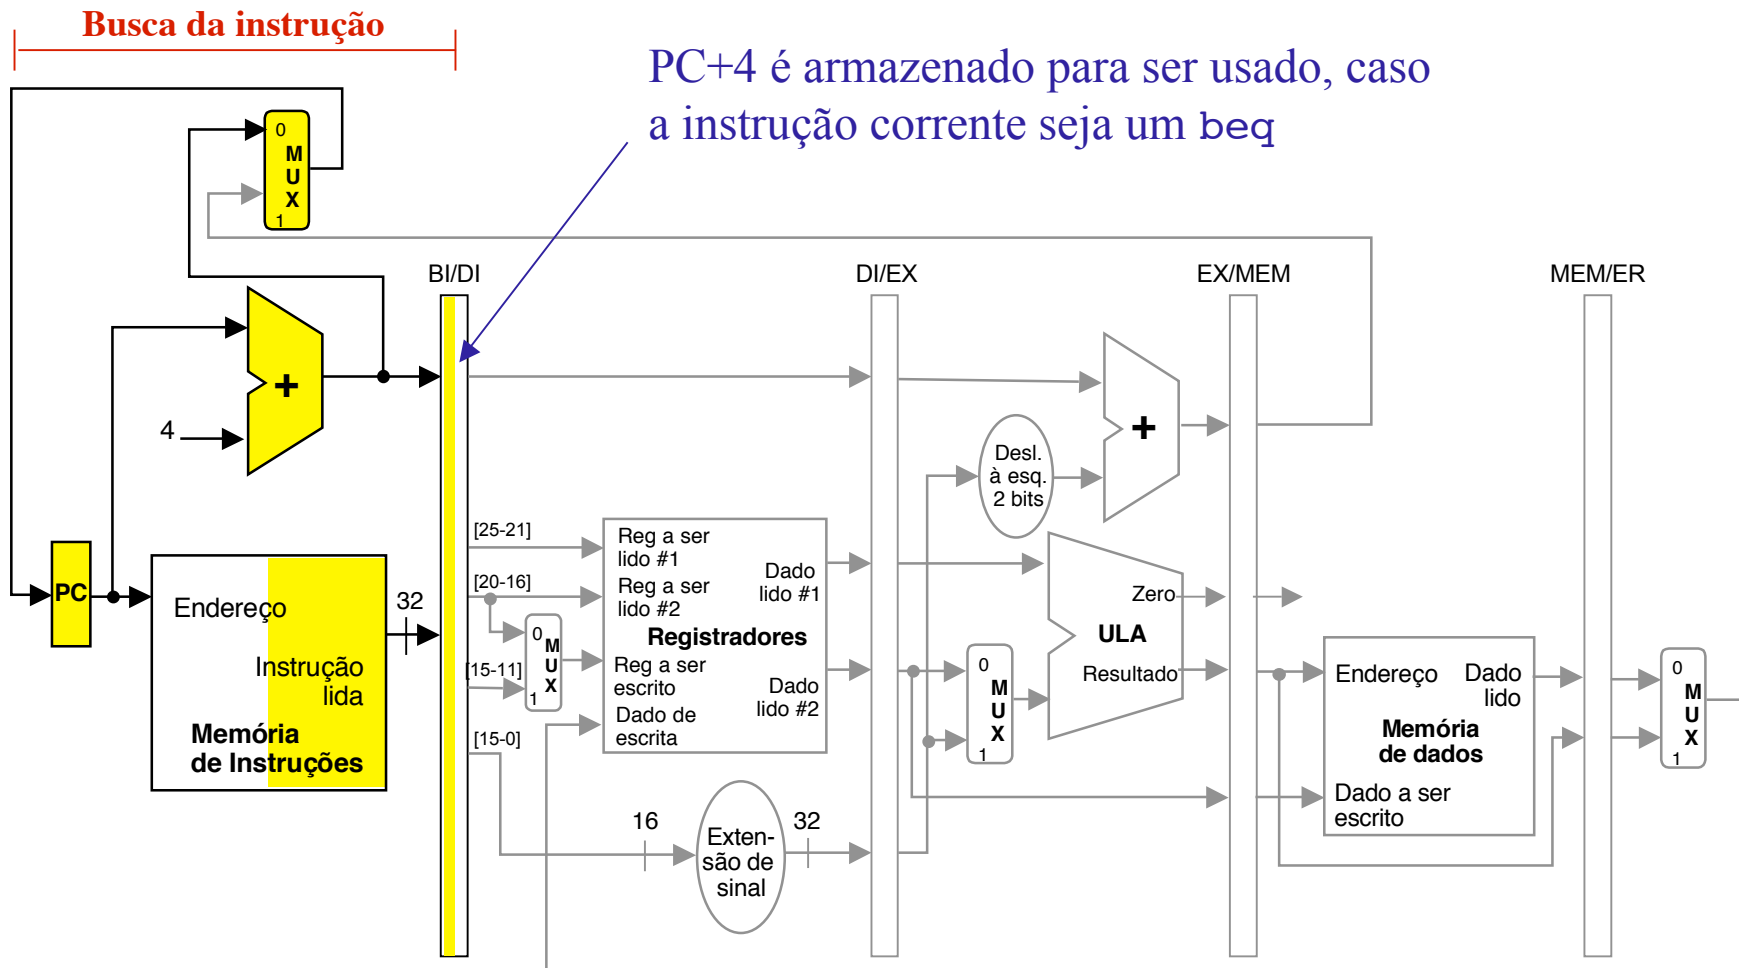 Busca da instrução
PC+4 é armazenado para ser usado, caso
a instrução corrente seja um beq
0
M
U
X
1
BI/DI
DI/EX
EX/MEM
MEM/ER
+
4
+
Desl.
à esq.
2 bits
PC
Endereço
Instrução
lida
Memória
de Instruções
32
[25-21]
[20-16]
[15-11]
[15-0]
0
M
U
X
1
Reg a ser
lido #1
Reg a ser
lido #2
Registradores
Reg a ser
escrito
Dado de
escrita
Dado
lido #1
Dado
lido #2
16
Exten-
são de
sinal
32
0
M
U
X
1
Zero
ULA
Resultado
Endereço
Dado
lido
Memória
de dados
Dado a ser
escrito
0
M
U
X
1